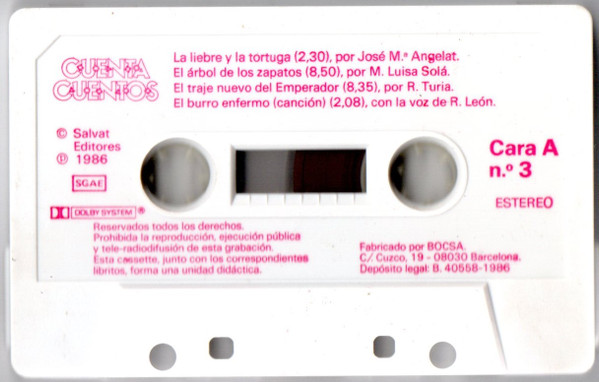 CUENTA
CUENTOS
La liebre y la tortuga (2,30), por José M.ª Angelat.
El árbol de los zapatos (8,50), por M. Luisa Solá.
El traje nuevo del Emperador (8,35), por R. Turia.
El burro enfermo (canción) (2,08), con la voz de R. León.
© Salvat
Editores
℗ 1986
SGAE
DOLBY SYSTEM ®
Cara A
n.º 3
ESTEREO
Reservados todos los derechos.
Prohibida la reproducción, ejecución pública
y tele-radiodifusión de esta grabación.
Esta cassette, junto con los correspondientes
libritos, forma una unidad didáctica.
Fabricado por BOCSA.
C/. Cuzco, 19 - 08030 Barcelona.
Depósito legal: B. 40558-1986